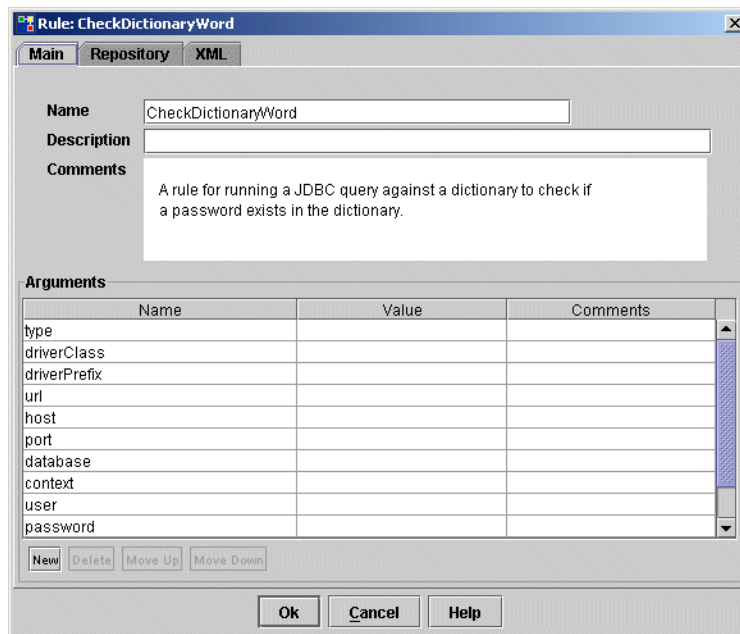 Rule: CheckDictionaryWord
Main Repository XML
Name CheckDictionaryWord
Description
Comments
A rule for running a JDBC query against a dictionary to check if
a password exists in the dictionary.
Arguments
Name Value Comments
type
driverClass
driverPrefix
url
host
port
database
context
user
password
New Delete Move Up Move Down
Ok Cancel Help